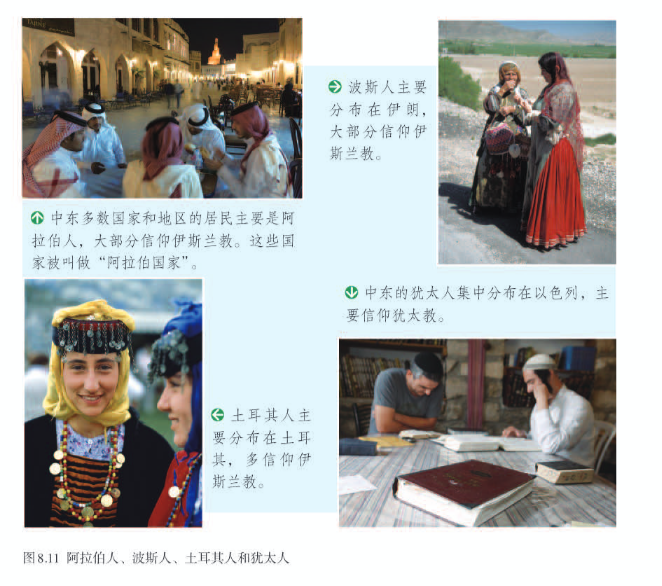 波斯人主要
分布在伊朗，
大部分信仰伊
斯兰教。
中东多数国家和地区的居民主要是阿
拉伯人，大部分信仰伊斯兰教。这些国
家被叫做“阿拉伯国家”。
中东的犹太人集中分布在以色列，主
要信仰犹太教。
土耳其人主
要分布在土耳
其，多信仰伊
斯兰教。
图8.11 阿拉伯人、波斯人、土耳其人和犹太人